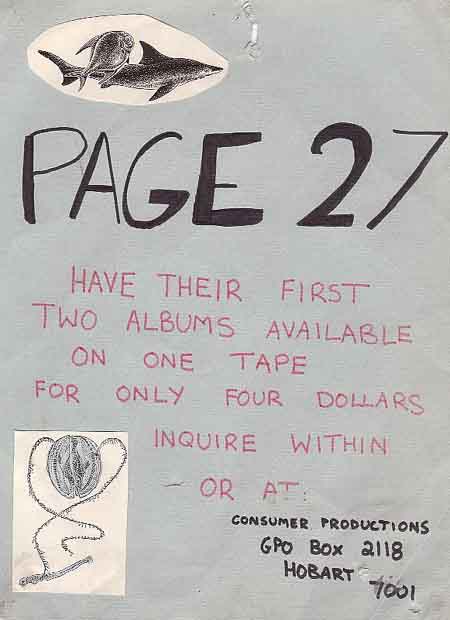 PAGE 27
HAVE THEIR FIRST
TWO ALBUMS AVAILABLE
ON ONE TAPE
FOR ONLY FOUR DOLLARS
INQUIRE WITHIN
OR AT:
CONSUMER PRODUCTIONS
GPO BOX 2118
HOBART
7001